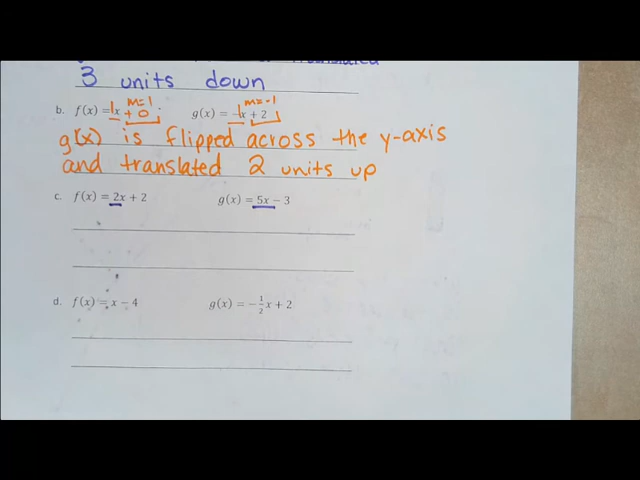 translated
3 units down
m=1 m=-1
b. f(x) = 1x + 0 g(x) = -1x + 2
g(x) is flipped across the y-axis
and translated 2 units up
c. f(x) = 2x + 2 g(x) = 5x − 3
d. f(x) = x − 4 g(x) = −1/2x + 2